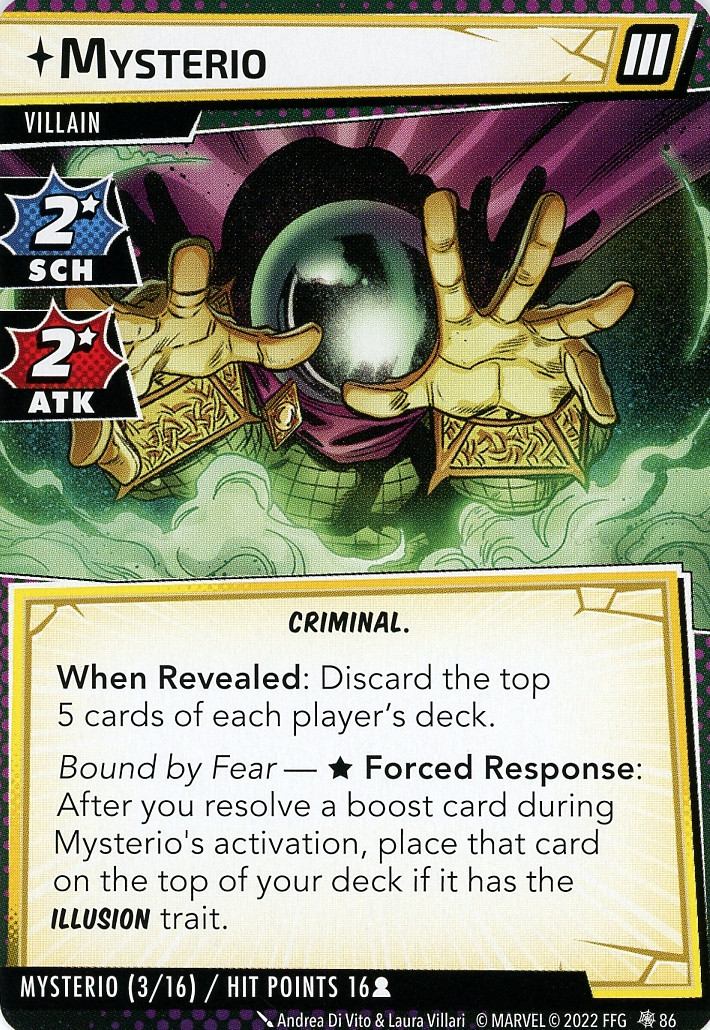 Mysterio
III
VILLAIN
2
SCH
2
ATK
CRIMINAL.
When Revealed: Discard the top
5 cards of each player's deck.
Bound by Fear — ★ Forced Response:
After you resolve a boost card during
Mysterio's activation, place that card
on the top of your deck if it has the
ILLUSION trait.
MYSTERIO (3/16) / HIT POINTS 16
Andrea Di Vito & Laura Villari © MARVEL © 2022 FFG 86